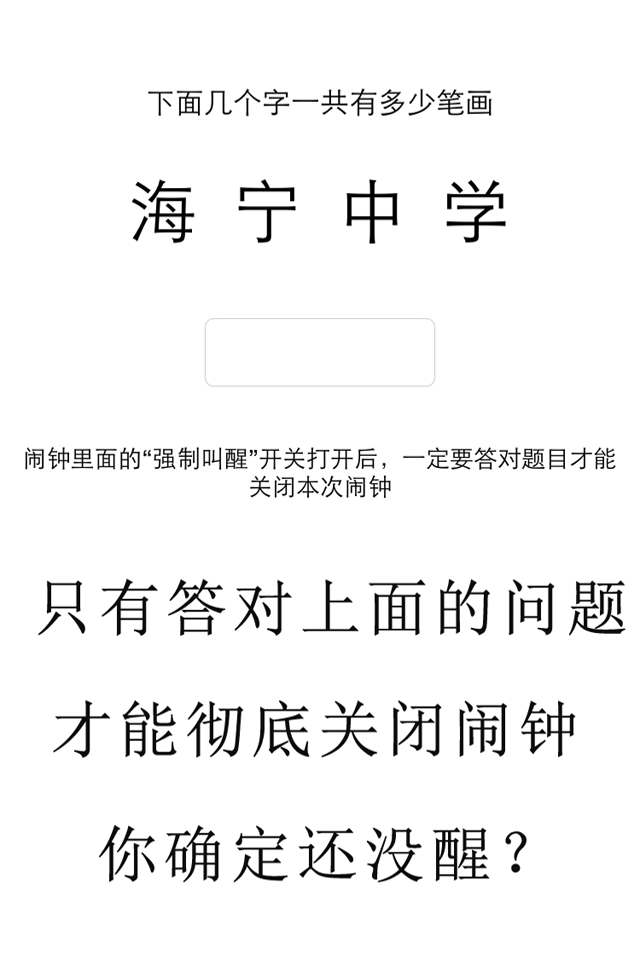 下面几个字一共有多少笔画
海 宁 中 学
闹钟里面的“强制叫醒”开关打开后，一定要答对题目才能
关闭本次闹钟
只有答对上面的问题
才能彻底关闭闹钟
你确定还没醒？